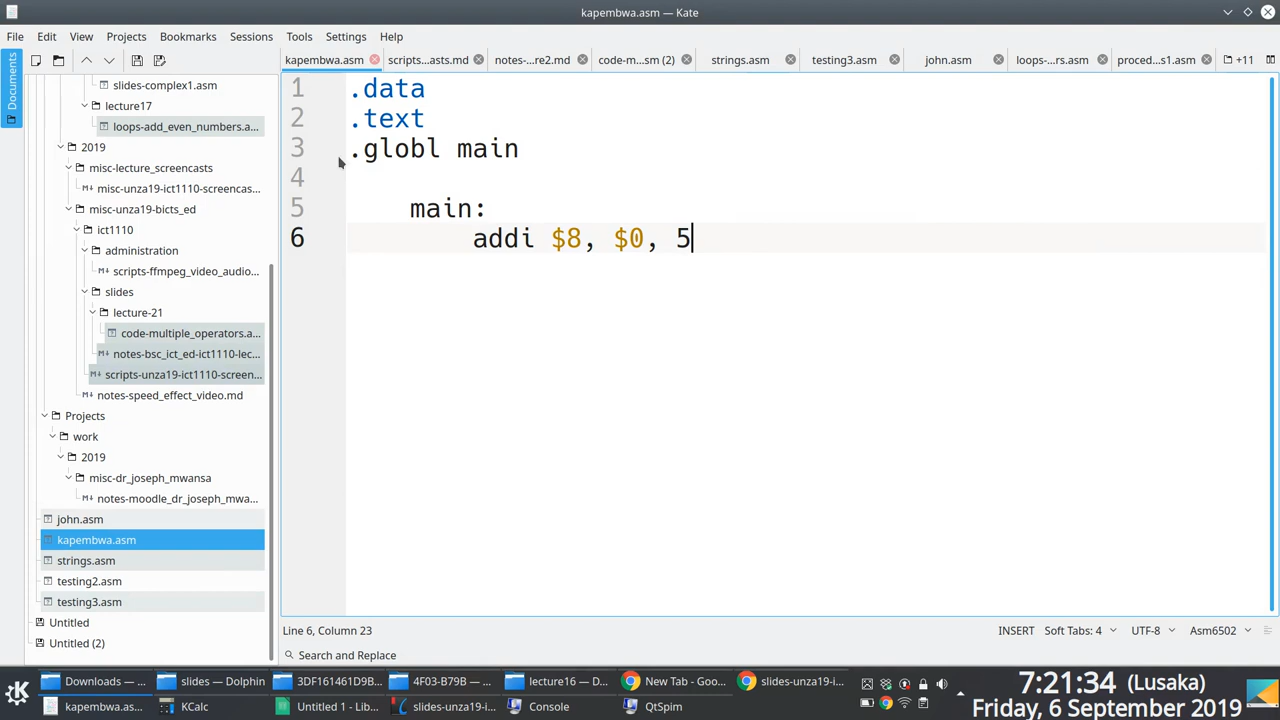 kapembwa.asm — Kate
File Edit View Projects Bookmarks Sessions Tools Settings Help
kapembwa.asm scripts...asts.md notes-...re2.md code-m...sm (2) strings.asm testing3.asm john.asm loops-...rs.asm proced...s1.asm +11
Documents
slides-complex1.asm
lecture17
loops-add_even_numbers.a...
2019
misc-lecture_screencasts
misc-unza19-ict1110-screencas...
misc-unza19-bicts_ed
ict1110
administration
scripts-ffmpeg_video_audio...
slides
lecture-21
code-multiple_operators.a...
notes-bsc_ict_ed-ict1110-lec...
scripts-unza19-ict1110-screen...
notes-speed_effect_video.md
Projects
work
2019
misc-dr_joseph_mwansa
notes-moodle_dr_joseph_mwa...
john.asm
kapembwa.asm
strings.asm
testing2.asm
testing3.asm
Untitled
Untitled (2)
1 .data
2 .text
3 .globl main
4
5 main:
6 addi $8, $0, 5
Line 6, Column 23 INSERT Soft Tabs: 4 UTF-8 Asm6502
Search and Replace
Downloads — ... slides — Dolphin 3DF161461D9B... 4F03-B79B — ... lecture16 — D... New Tab - Goo... slides-unza19-i...
kapembwa.as... KCalc Untitled 1 - Lib... slides-unza19-i... Console QtSpim
7:21:34 (Lusaka)
Friday, 6 September 2019